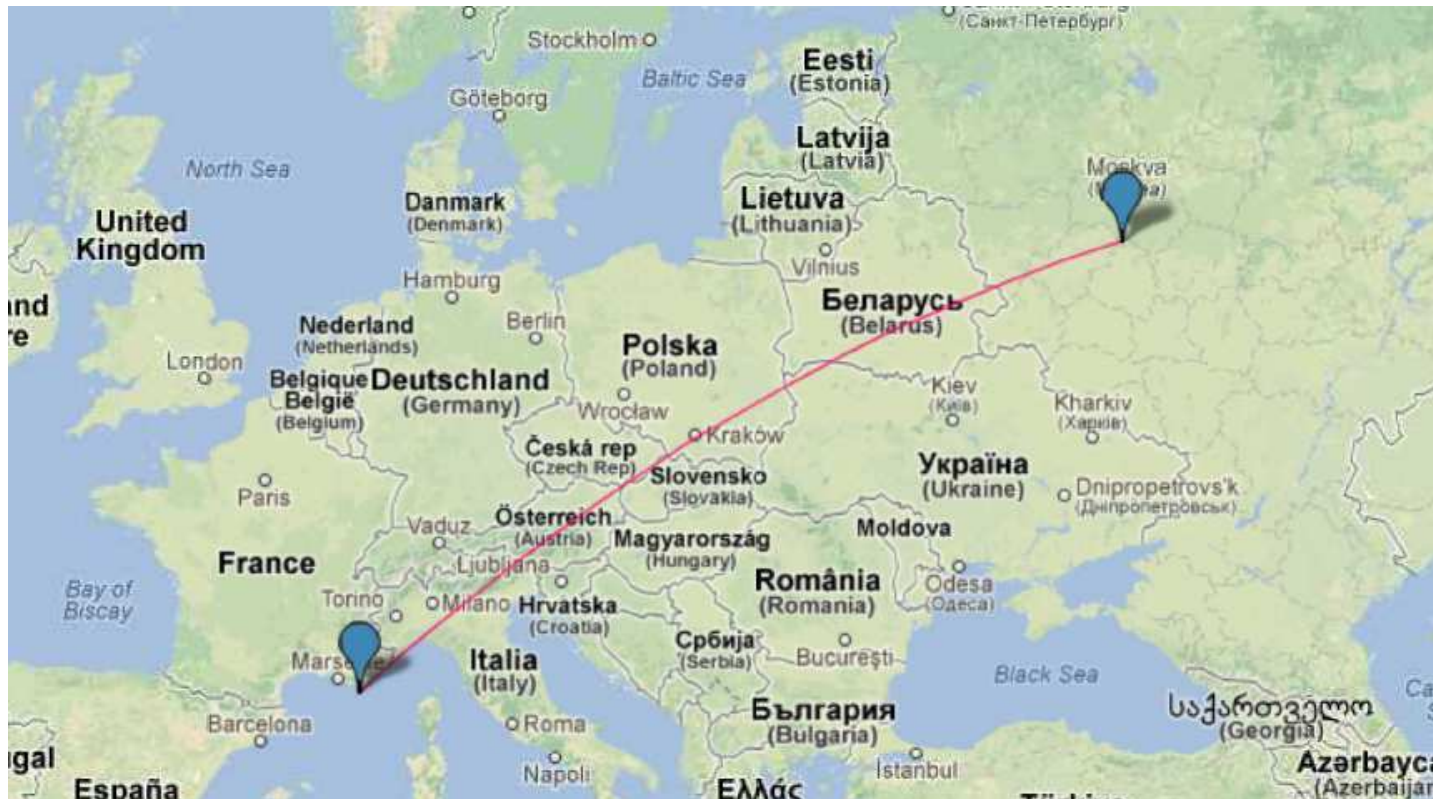 (Санкт-Петербург)
Stockholm
Eesti
(Estonia)
Baltic Sea
Göteborg
Latvija
(Latvia)
North Sea
Moskva
Danmark
(Denmark)
Lietuva
(Lithuania)
United
Kingdom
Vilnius
Hamburg
Беларусь
(Belarus)
Nederland
(Netherlands)
Berlin
Polska
(Poland)
London
Belgique
België
(Belgium)
Deutschland
(Germany)
Kiev
(Київ)
Wrocław
Kharkiv
(Харків)
Kraków
Česká rep
(Czech Rep)
Україна
(Ukraine)
Slovensko
(Slovakia)
Paris
Dnipropetrovs'k
(Дніпропетровськ)
Vaduz
Österreich
(Austria)
Magyarország
(Hungary)
Moldova
France
Ljubljana
România
(Romania)
Odesa
(Одеса)
Bay of
Biscay
Torino
Milano
Hrvatska
(Croatia)
Србија
(Serbia)
București
Italia
(Italy)
Black Sea
საქართველო
(Georgia)
Barcelona
Roma
България
(Bulgaria)
Napoli
İstanbul
España
Ελλάς